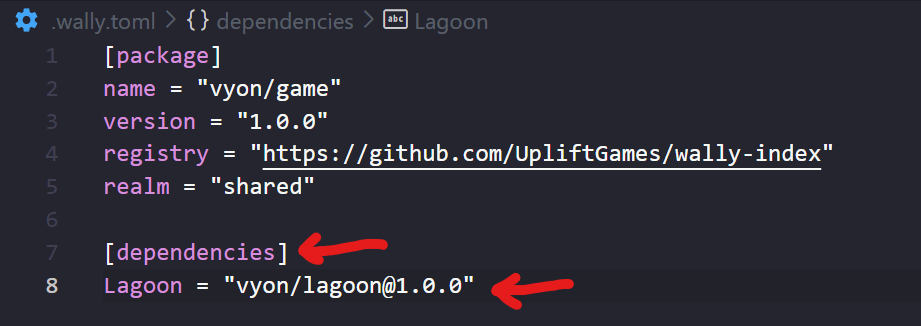 .wally.toml > {} dependencies > abc Lagoon
1 [package]
2 name = "vyon/game"
3 version = "1.0.0"
4 registry = "https://github.com/UpliftGames/wally-index"
5 realm = "shared"
6
7 [dependencies]
8 Lagoon = "vyon/lagoon@1.0.0"